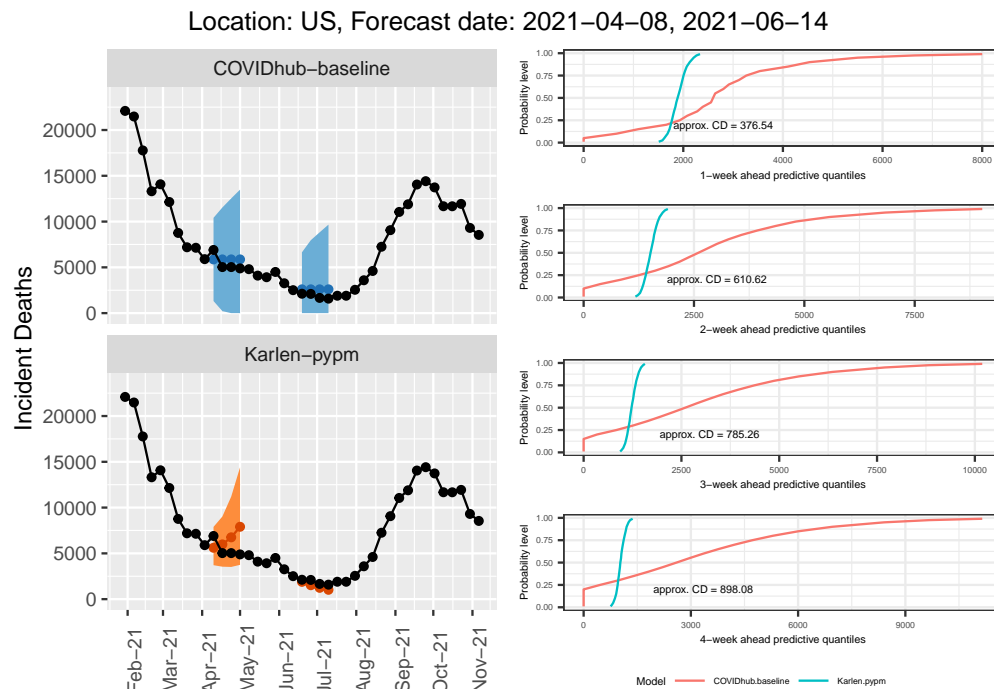 Location: US, Forecast date: 2021−04−08, 2021−06−14
COVIDhub−baseline
20000
15000
10000
5000
0
Karlen−pypm
20000
15000
10000
5000
0
Incident Deaths
Feb−21
Mar−21
Apr−21
May−21
Jun−21
Jul−21
Aug−21
Sep−21
Oct−21
Nov−21
Probability level
1.00
0.75
0.50
0.25
0.00
approx. CD = 376.54
0 2000 4000 6000 8000
1−week ahead predictive quantiles
Probability level
1.00
0.75
0.50
0.25
0.00
approx. CD = 610.62
0 2500 5000 7500
2−week ahead predictive quantiles
Probability level
1.00
0.75
0.50
0.25
0.00
approx. CD = 785.26
0 2500 5000 7500 10000
3−week ahead predictive quantiles
Probability level
1.00
0.75
0.50
0.25
0.00
approx. CD = 898.08
0 3000 6000 9000
4−week ahead predictive quantiles
Model COVIDhub.baseline Karlen.pypm